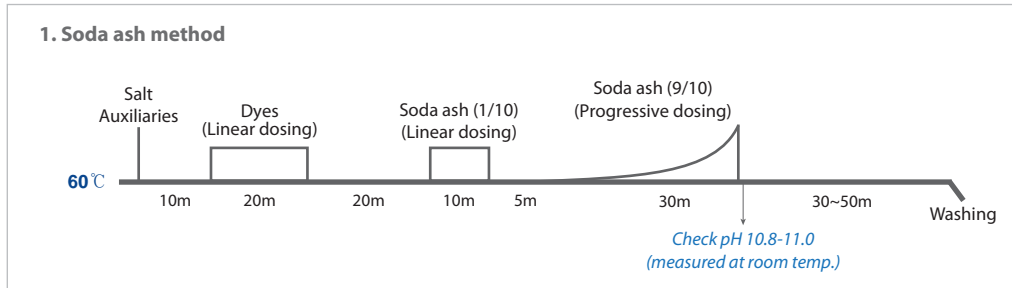 1. Soda ash method
Salt
Auxiliaries
Dyes
(Linear dosing)
Soda ash (1/10)
(Linear dosing)
Soda ash (9/10)
(Progressive dosing)
60℃
10m
20m
20m
10m
5m
30m
30~50m
Washing
Check pH 10.8-11.0
(measured at room temp.)